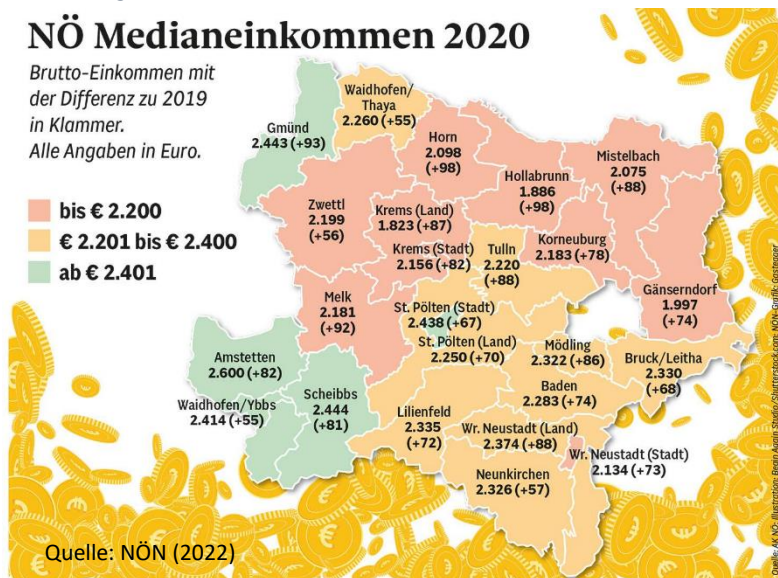 NÖ Medianeinkommen 2020
Brutto-Einkommen mit
der Differenz zu 2019
in Klammer.
Alle Angaben in Euro.
bis € 2.200
€ 2.201 bis € 2.400
ab € 2.401
Waidhofen/
Thaya
2.260 (+55)
Gmünd
2.443 (+93)
Horn
2.098
(+98)
Mistelbach
2.075
(+88)
Hollabrunn
1.886
(+98)
Zwettl
2.199
(+56)
Krems (Land)
1.823 (+87)
Krems (Stadt)
2.156 (+82)
Tulln
2.220
(+88)
Korneuburg
2.183 (+78)
Gänserndorf
1.997
(+74)
Melk
2.181
(+92)
St. Pölten (Stadt)
2.438 (+67)
St. Pölten (Land)
2.250 (+70)
Mödling
2.322 (+86)
Bruck/Leitha
2.330
(+68)
Amstetten
2.600 (+82)
Scheibbs
2.444
(+81)
Waidhofen/Ybbs
2.414 (+55)
Baden
2.283 (+74)
Lilienfeld
2.335
(+72)
Wr. Neustadt (Land)
2.374 (+88)
Wr. Neustadt (Stadt)
2.134 (+73)
Neunkirchen
2.326 (+57)
Quelle: NÖN (2022)